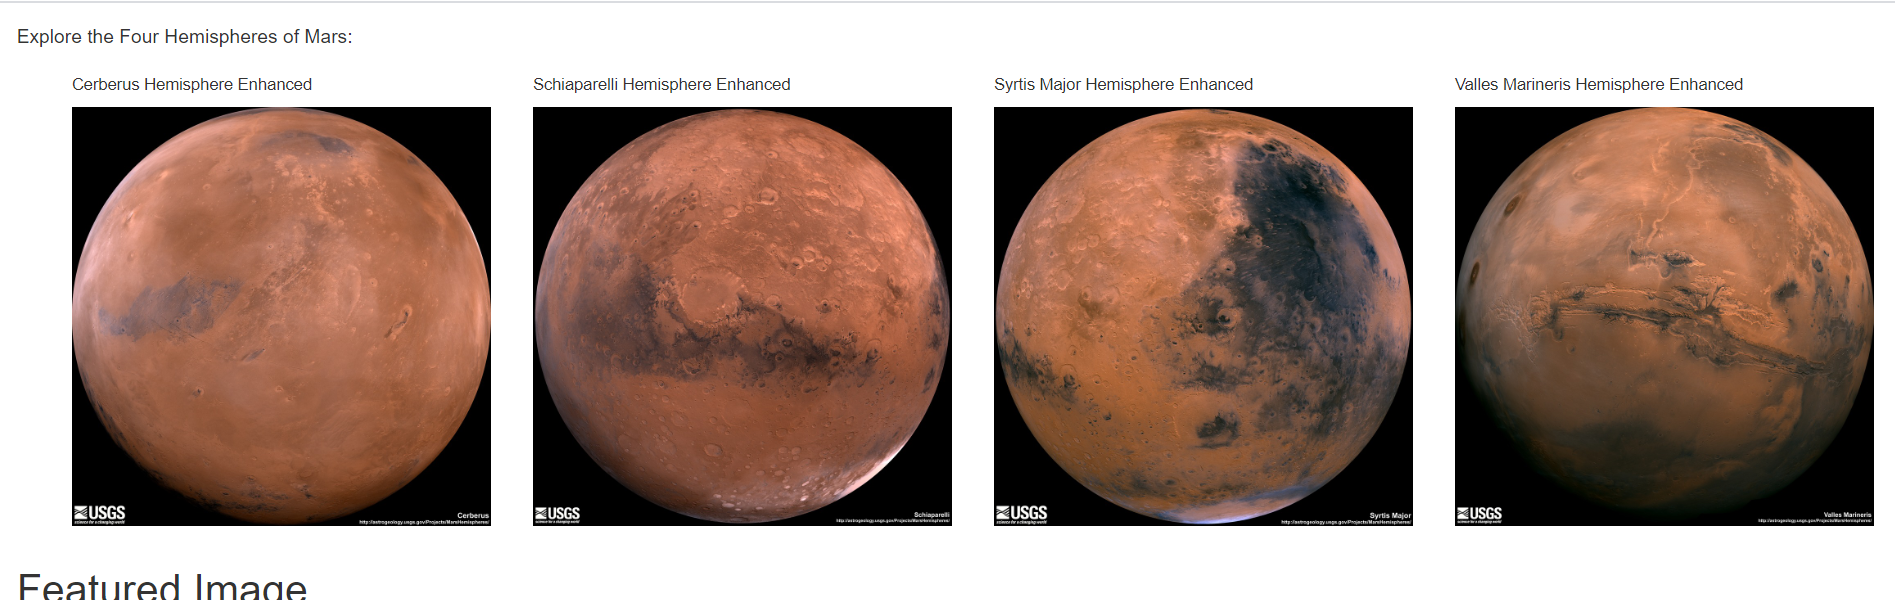 Explore the Four Hemispheres of Mars:
Cerberus Hemisphere Enhanced
Schiaparelli Hemisphere Enhanced
Syrtis Major Hemisphere Enhanced
Valles Marineris Hemisphere Enhanced
USGS
science for a changing world
Cerberus
http://astrogeology.usgs.gov/Projects/MarsHemispheres/
USGS
science for a changing world
Schiaparelli
http://astrogeology.usgs.gov/Projects/MarsHemispheres/
USGS
science for a changing world
Syrtis Major
http://astrogeology.usgs.gov/Projects/MarsHemispheres/
USGS
science for a changing world
Valles Marineris
http://astrogeology.usgs.gov/Projects/MarsHemispheres/
Featured Image